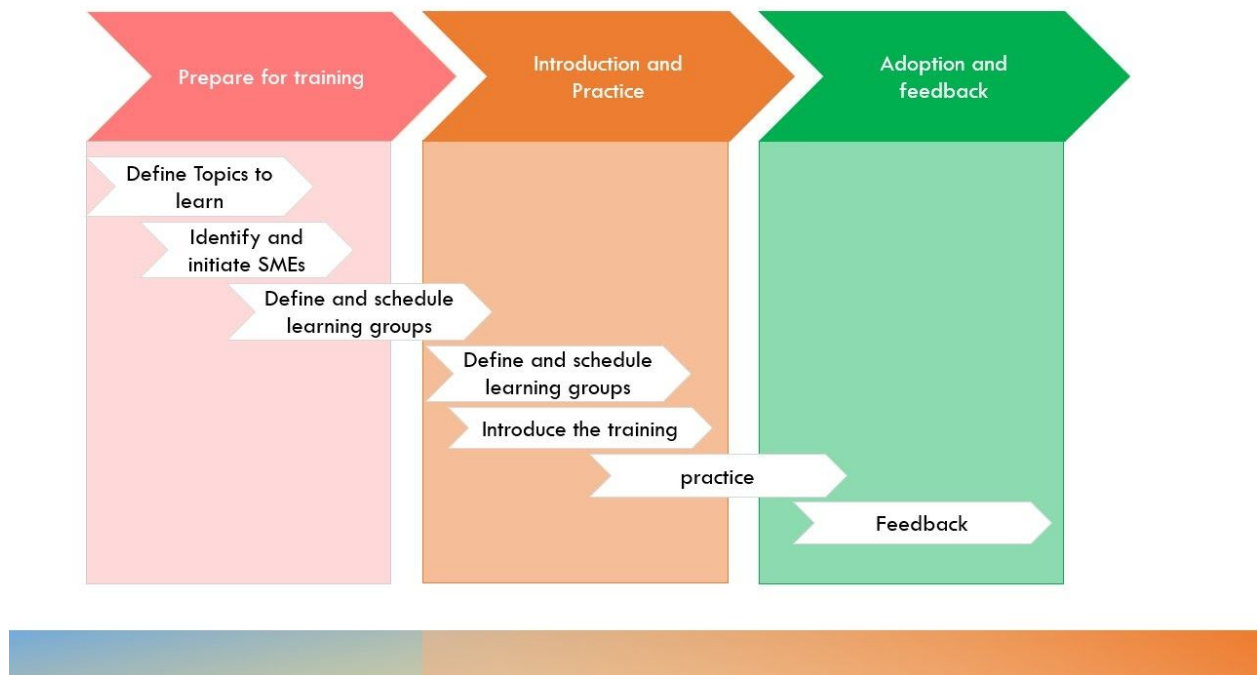 Prepare for training
Introduction and
Practice
Adoption and
feedback
Define Topics to
learn
Identify and
initiate SMEs
Define and schedule
learning groups
Define and schedule
learning groups
Introduce the training
practice
Feedback